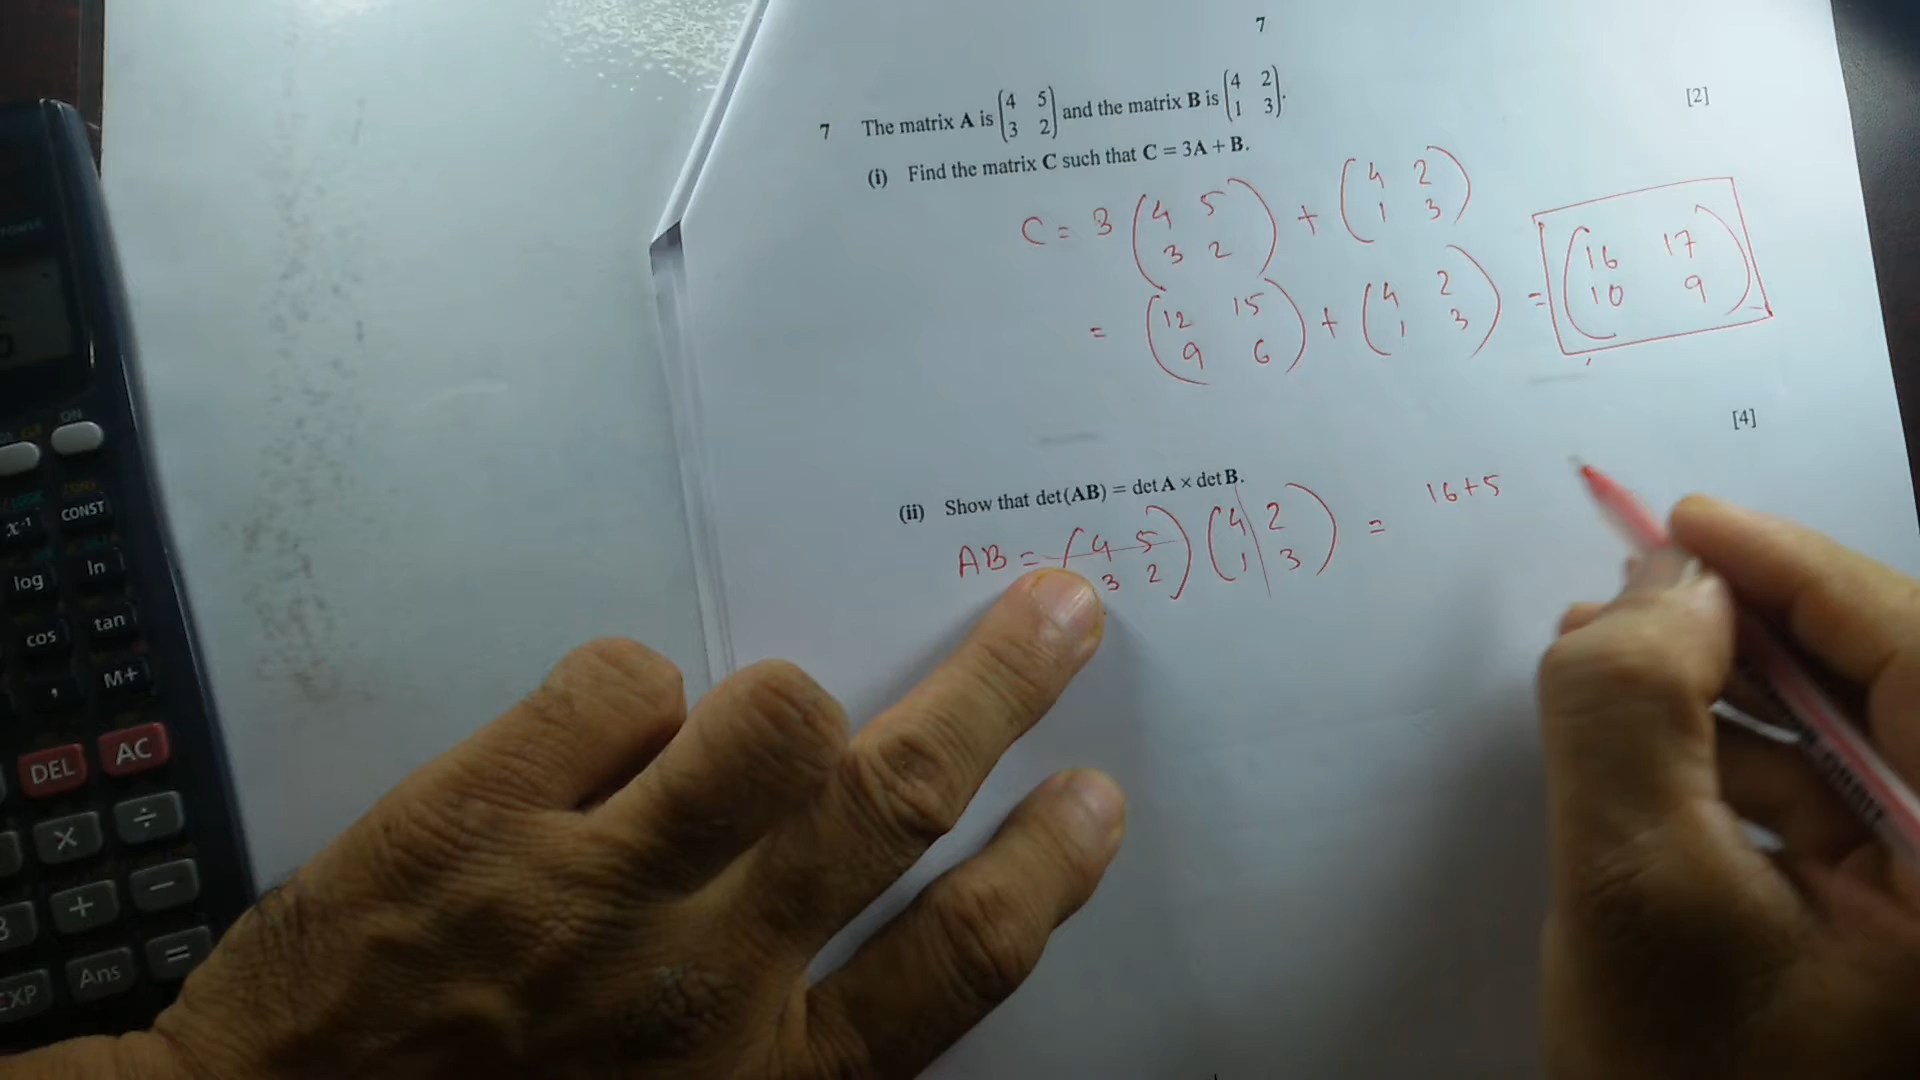 7
7 The matrix A is (4 5 3 2) and the matrix B is (4 2 1 3). [2]
(i) Find the matrix C such that C = 3A + B.
C = 3 (4 5 3 2) + (4 2 1 3)
= (12 15 9 6) + (4 2 1 3) = (16 17 10 9)
[4]
(ii) Show that det(AB) = det A × det B.
AB = (4 5 3 2) (4 2 1 3) = 16+5
ON
CONST
x⁻¹
ln
log
tan
cos
,
M+
AC
DEL
÷
×
−
+
=
Ans
EXP